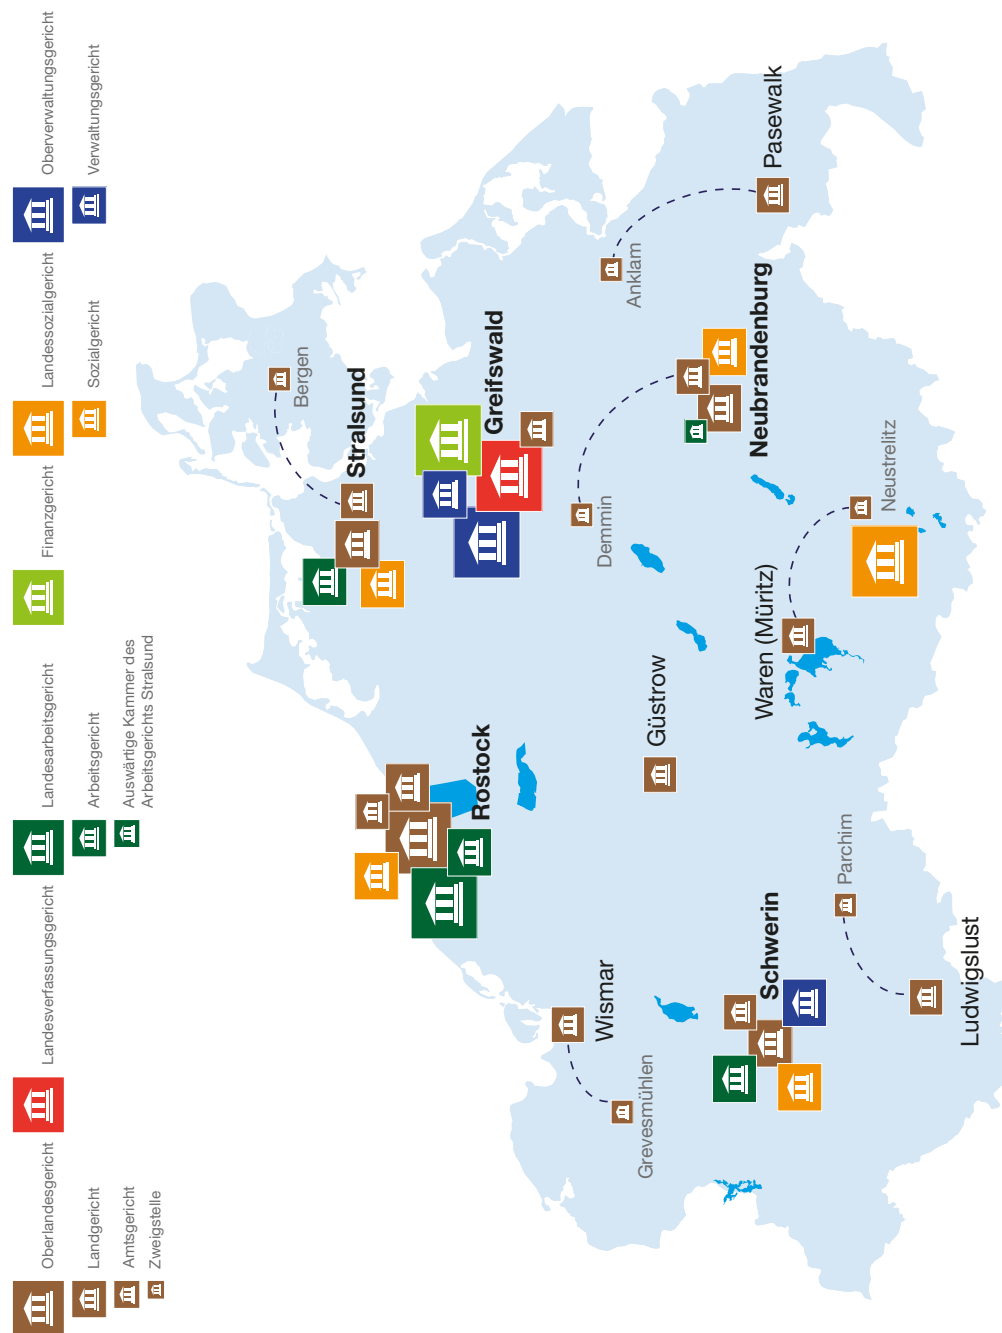 Oberlandesgericht
Landgericht
Amtsgericht
Zweigstelle
Landesverfassungsgericht
Landesarbeitsgericht
Arbeitsgericht
Auswärtige Kammer des
Arbeitsgerichts Stralsund
Finanzgericht
Landessozialgericht
Sozialgericht
Oberverwaltungsgericht
Verwaltungsgericht
Bergen
Stralsund
Greifswald
Rostock
Demmin
Anklam
Pasewalk
Wismar
Grevesmühlen
Güstrow
Neubrandenburg
Waren (Müritz)
Neustrelitz
Schwerin
Parchim
Ludwigslust